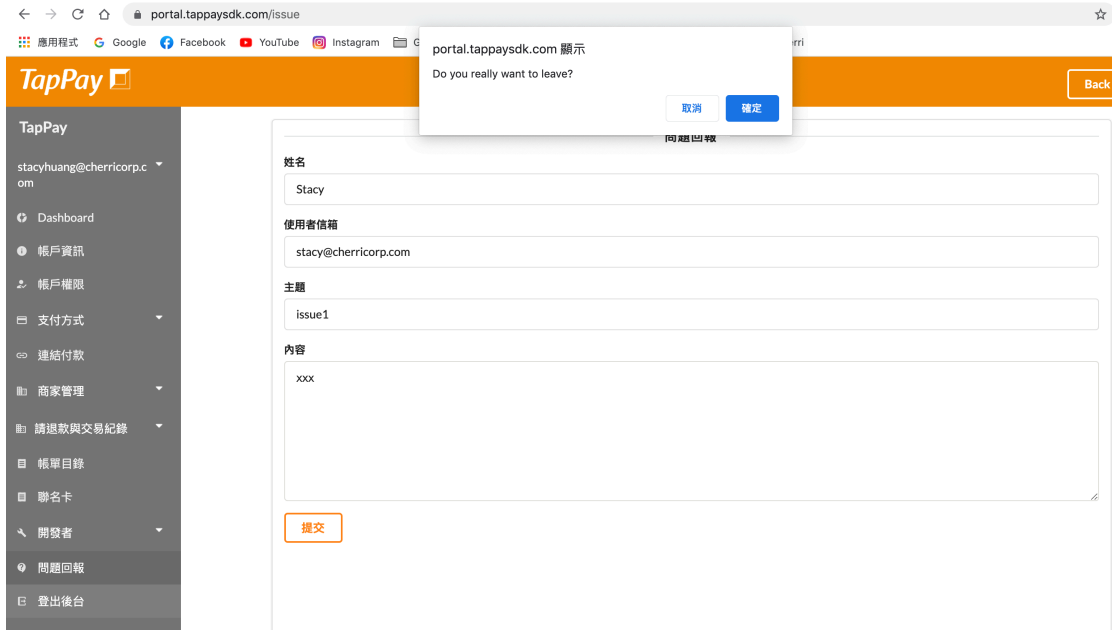 portal.tappaysdk.com/issue
應用程式 Google Facebook YouTube Instagram
portal.tappaysdk.com 顯示
Do you really want to leave?
取消 確定
TapPay
Back
TapPay
stacyhuang@cherricorp.c
om
Dashboard
帳戶資訊
帳戶權限
支付方式
連結付款
商家管理
請退款與交易紀錄
帳單目錄
聯名卡
開發者
問題回報
登出後台
問題回報
姓名
Stacy
使用者信箱
stacy@cherricorp.com
主題
issue1
內容
xxx
提交